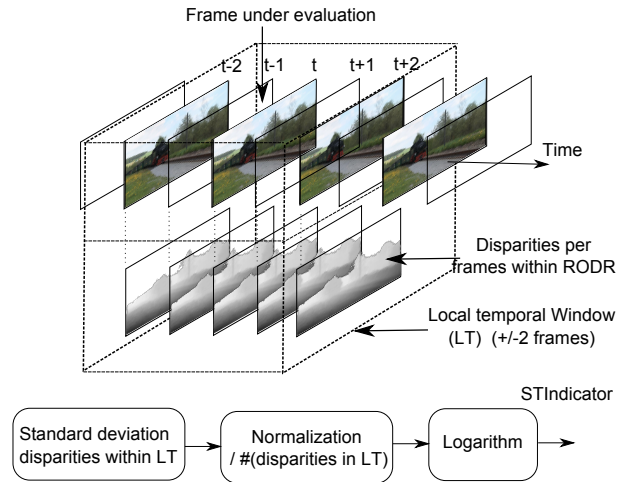 Frame under evaluation
t-2 t-1 t t+1 t+2
Time
Disparities per
frames within RODR
Local temporal Window
(LT) (+/-2 frames)
STIndicator
Standard deviation
disparities within LT
Normalization
/ #(disparities in LT)
Logarithm